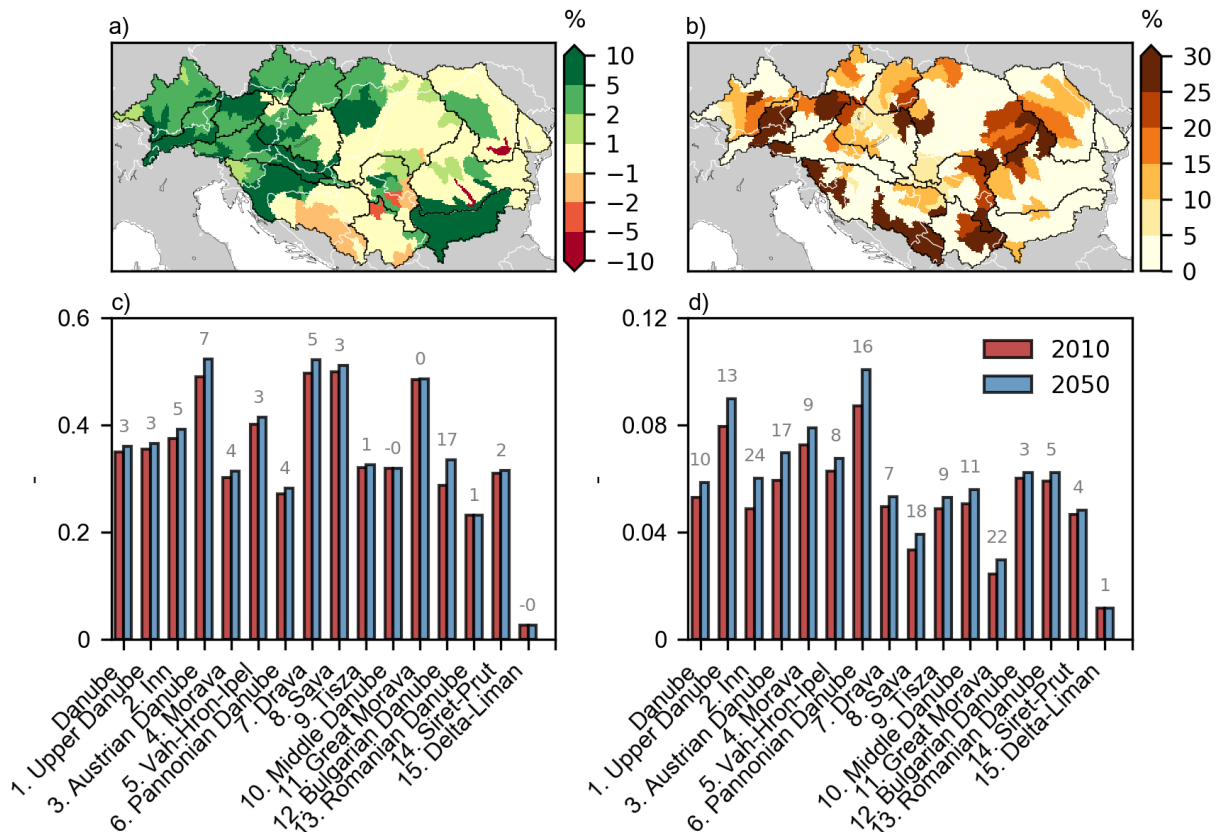 a)
%
10
5
2
1
−1
−2
−5
−10
b)
%
30
25
20
15
10
5
0
c)
0.6
0.4
0.2
0
-
3
3
5
7
4
3
4
5
3
1
-0
0
17
1
2
-0
Danube
1. Upper Danube
2. Inn
3. Austrian Danube
4. Morava
5. Vah-Hron-Ipel
6. Pannonian Danube
7. Drava
8. Sava
9. Tisza
10. Middle Danube
11. Great Morava
12. Bulgarian Danube
13. Romanian Danube
14. Siret-Prut
15. Delta-Liman
d)
0.12
0.08
0.04
0
-
2010
2050
10
13
24
17
9
8
16
7
18
9
11
22
3
5
4
1
Danube
1. Upper Danube
2. Inn
3. Austrian Danube
4. Morava
5. Vah-Hron-Ipel
6. Pannonian Danube
7. Drava
8. Sava
9. Tisza
10. Middle Danube
11. Great Morava
12. Bulgarian Danube
13. Romanian Danube
14. Siret-Prut
15. Delta-Liman